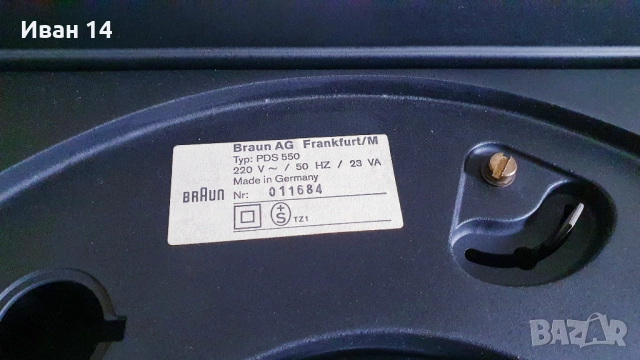 Иван 14
Braun AG Frankfurt/M
Typ: PDS 550
220 V ~ / 50 HZ / 23 VA
Made in Germany
BRAUN Nr: 011684
+S TZ1
BAZAR